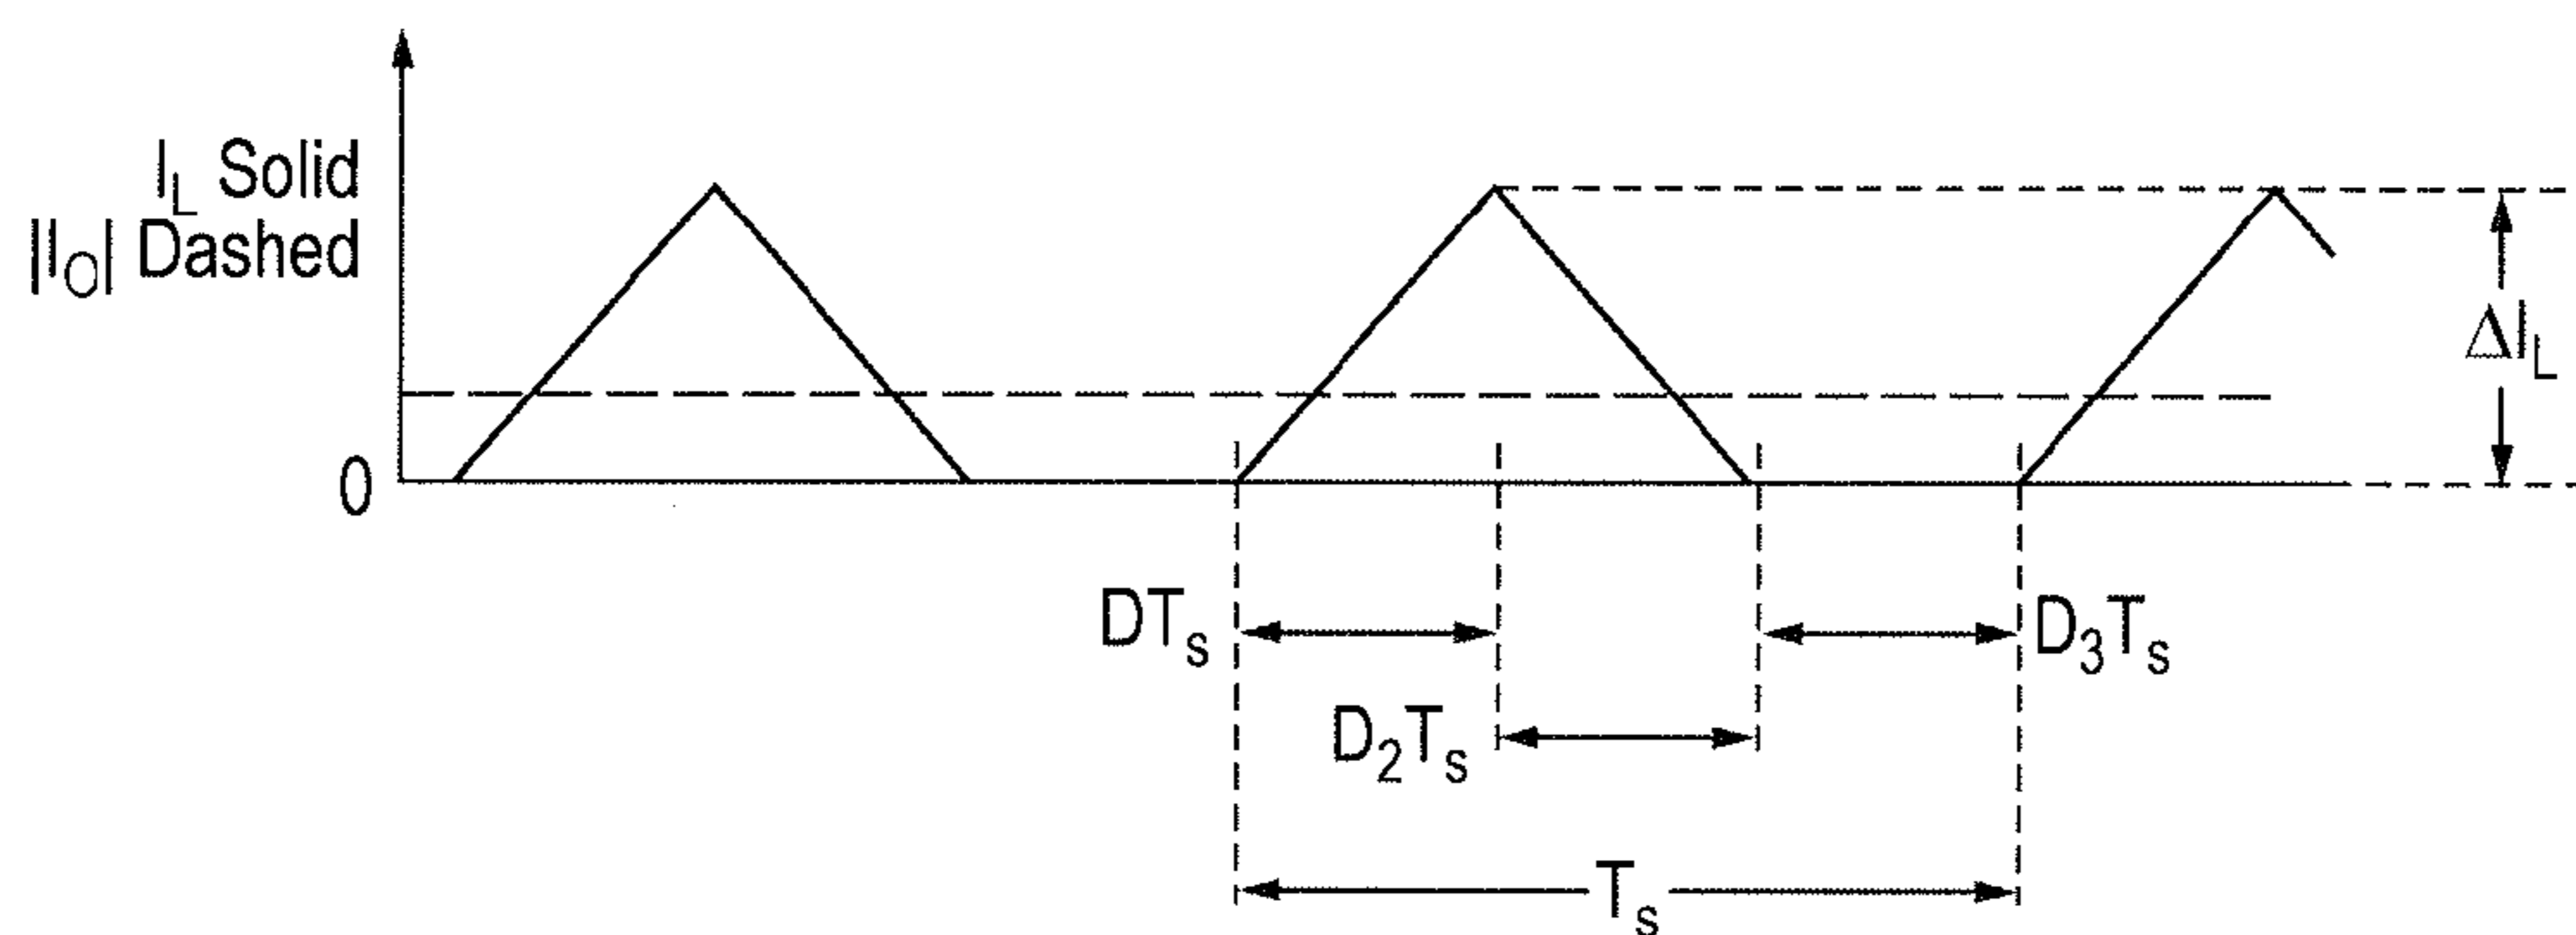 I_L Solid
|I_O| Dashed
0
ΔI_L
DT_s
D_3T_s
D_2T_s
T_s